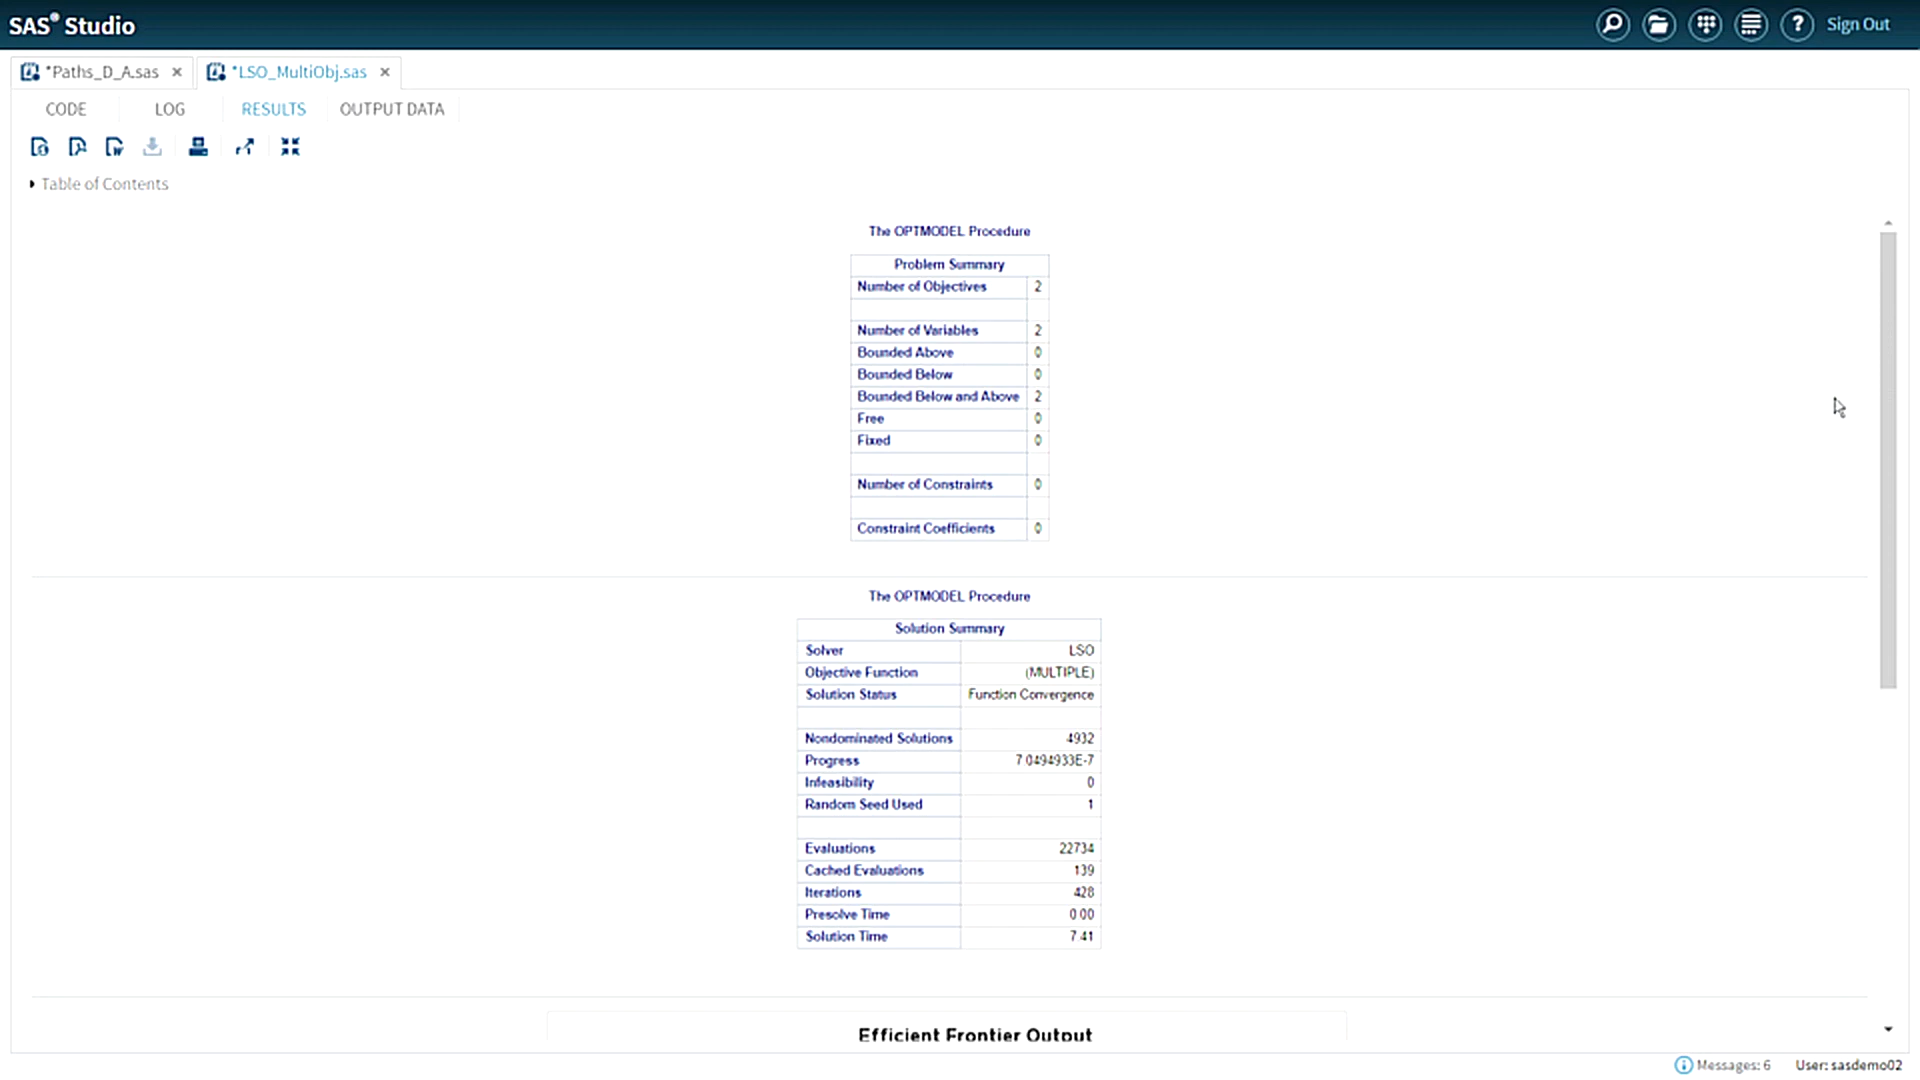 SAS® Studio
? Sign Out
*Paths_D_A.sas × *LSO_MultiObj.sas ×
CODE LOG RESULTS OUTPUT DATA
Table of Contents
The OPTMODEL Procedure
Problem Summary
Number of Objectives 2
Number of Variables 2
Bounded Above 0
Bounded Below 0
Bounded Below and Above 2
Free 0
Fixed 0
Number of Constraints 0
Constraint Coefficients 0
The OPTMODEL Procedure
Solution Summary
Solver LSO
Objective Function (MULTIPLE)
Solution Status Function Convergence
Nondominated Solutions 4932
Progress 7.0494933E-7
Infeasibility 0
Random Seed Used 1
Evaluations 22734
Cached Evaluations 139
Iterations 428
Presolve Time 0.00
Solution Time 7.41
Efficient Frontier Output
Messages: 6 User: sasdemo02